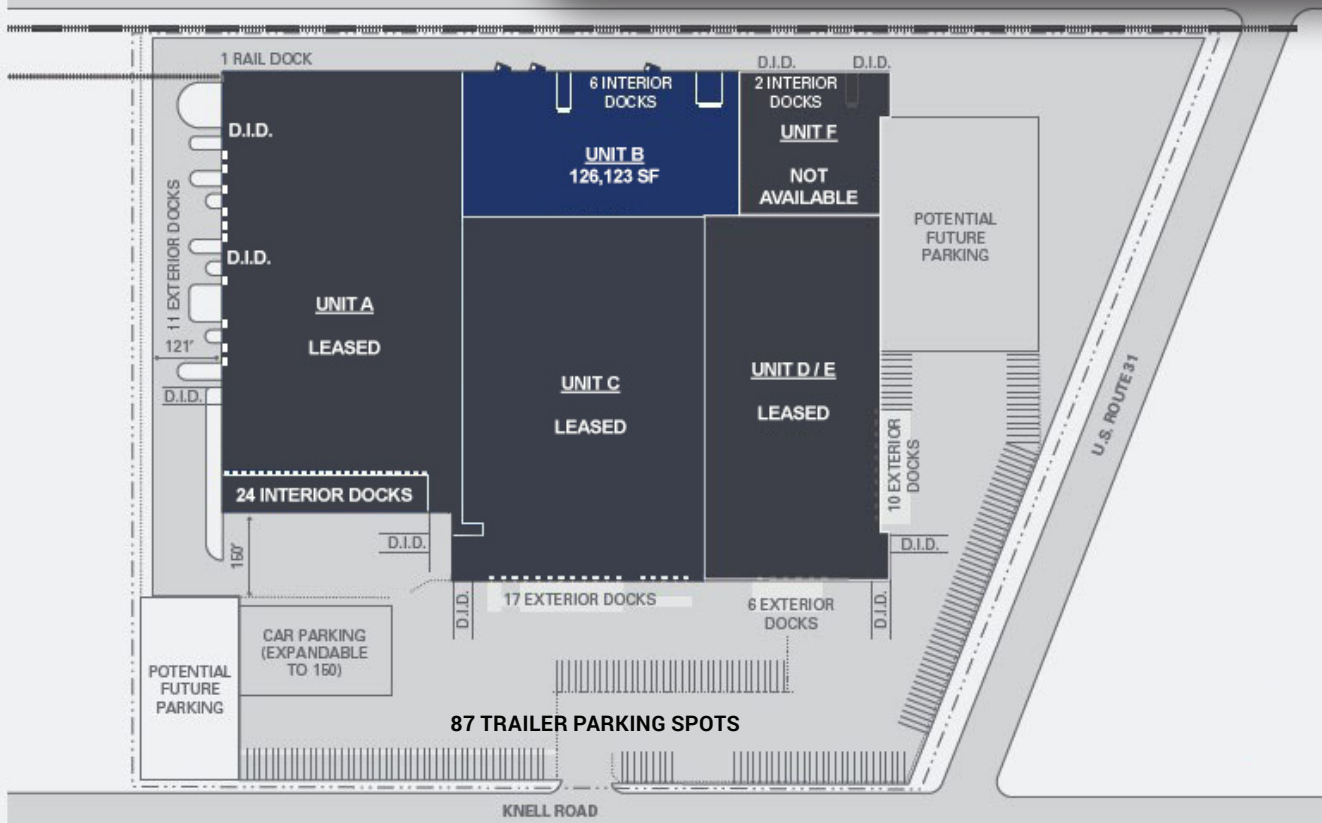 1 RAIL DOCK
D.I.D.
D.I.D.
6 INTERIOR
DOCKS
2 INTERIOR
DOCKS
UNIT F
NOT
AVAILABLE
UNIT B
126,123 SF
D.I.D.
D.I.D.
11 EXTERIOR DOCKS
121'
D.I.D.
UNIT A
LEASED
UNIT C
LEASED
UNIT D / E
LEASED
POTENTIAL
FUTURE
PARKING
U.S. ROUTE 31
10 EXTERIOR
DOCKS
24 INTERIOR DOCKS
160'
D.I.D.
D.I.D.
D.I.D.
17 EXTERIOR DOCKS
6 EXTERIOR
DOCKS
D.I.D.
CAR PARKING
(EXPANDABLE
TO 160)
POTENTIAL
FUTURE
PARKING
87 TRAILER PARKING SPOTS
KNELL ROAD